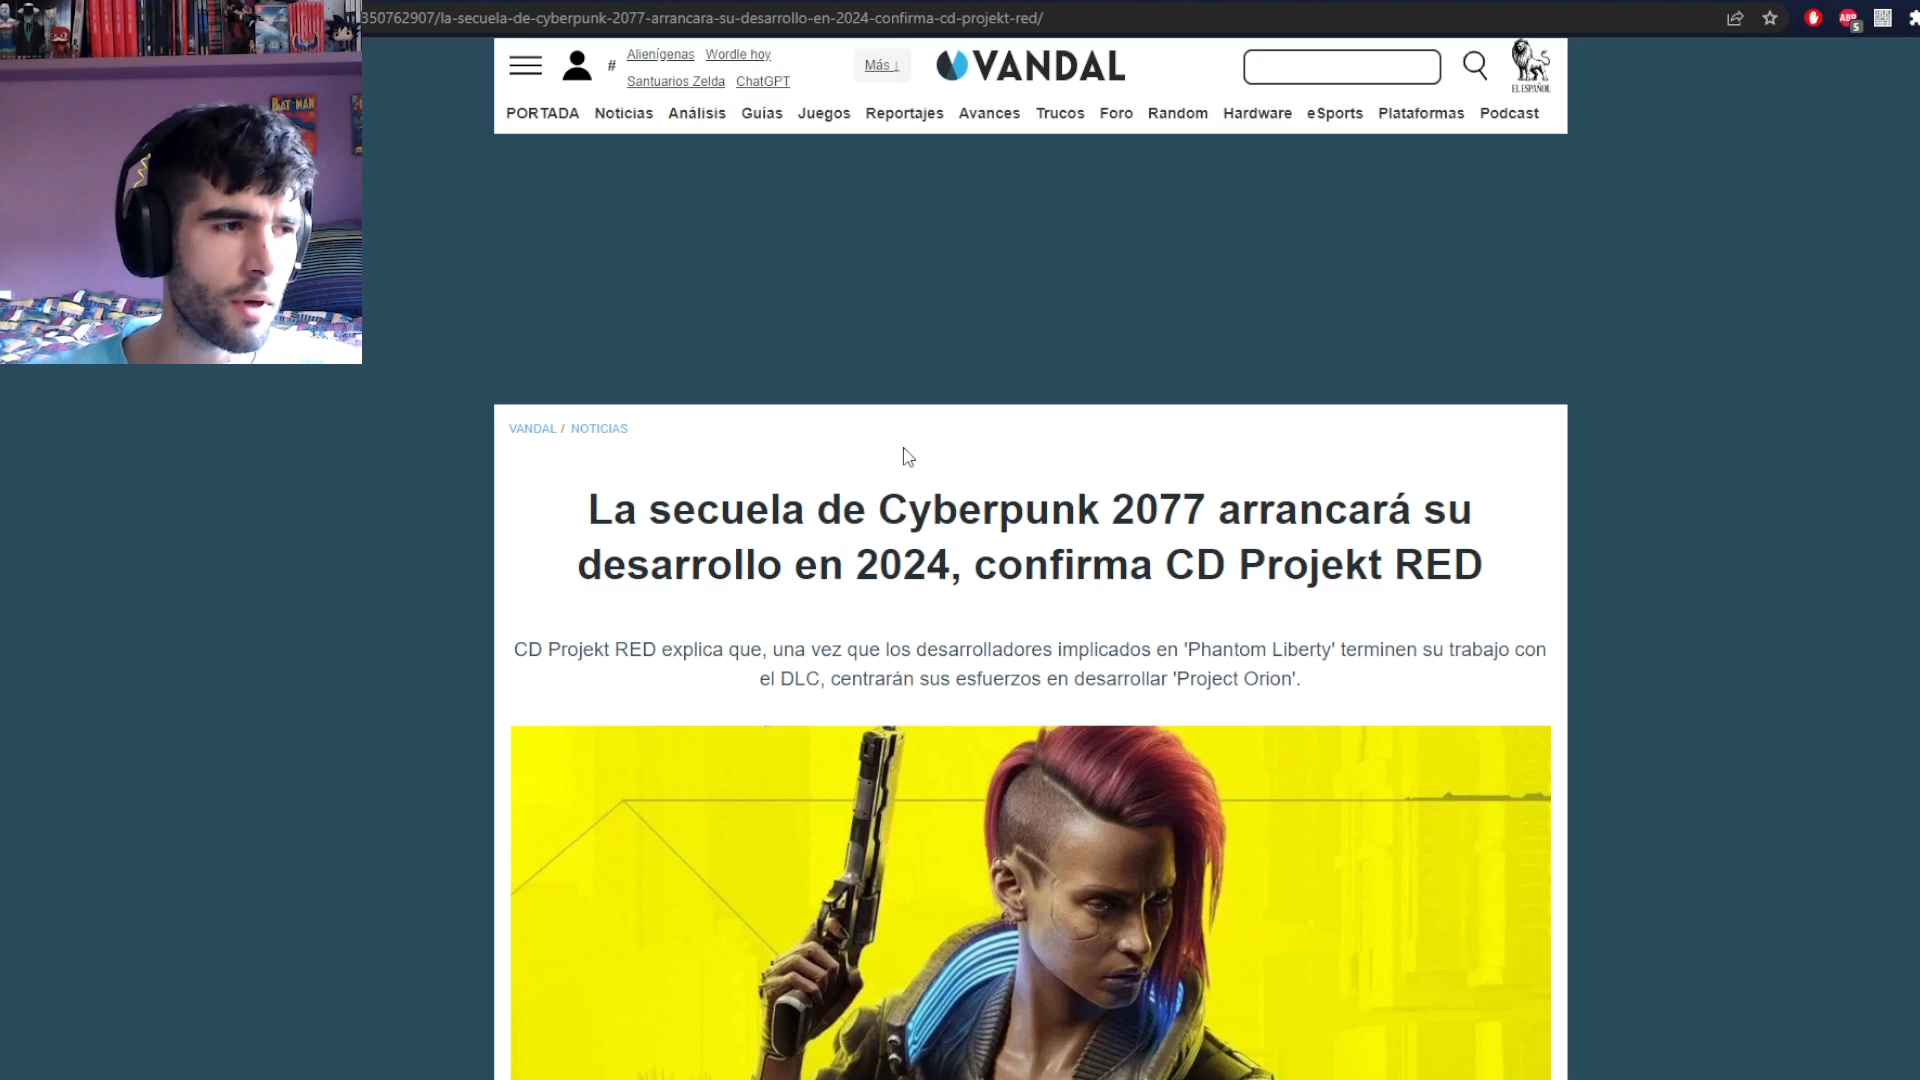 350762907/la-secuela-de-cyberpunk-2077-arrancara-su-desarrollo-en-2024-confirma-cd-projekt-red/
BATMAN
ABP
S
# Alienígenas Wordle hoy
Santuarios Zelda ChatGPT
Más ↓
VANDAL
EL ESPAÑOL
PORTADA Noticias Análisis Guías Juegos Reportajes Avances Trucos Foro Random Hardware eSports Plataformas Podcast
VANDAL / NOTICIAS
La secuela de Cyberpunk 2077 arrancará su
desarrollo en 2024, confirma CD Projekt RED
CD Projekt RED explica que, una vez que los desarrolladores implicados en 'Phantom Liberty' terminen su trabajo con
el DLC, centrarán sus esfuerzos en desarrollar 'Project Orion'.